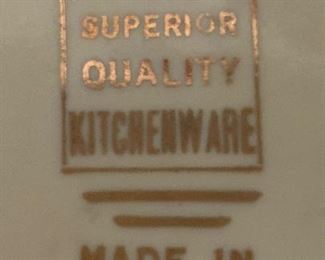 SUPERIOR
QUALITY
KITCHENWARE
MADE IN